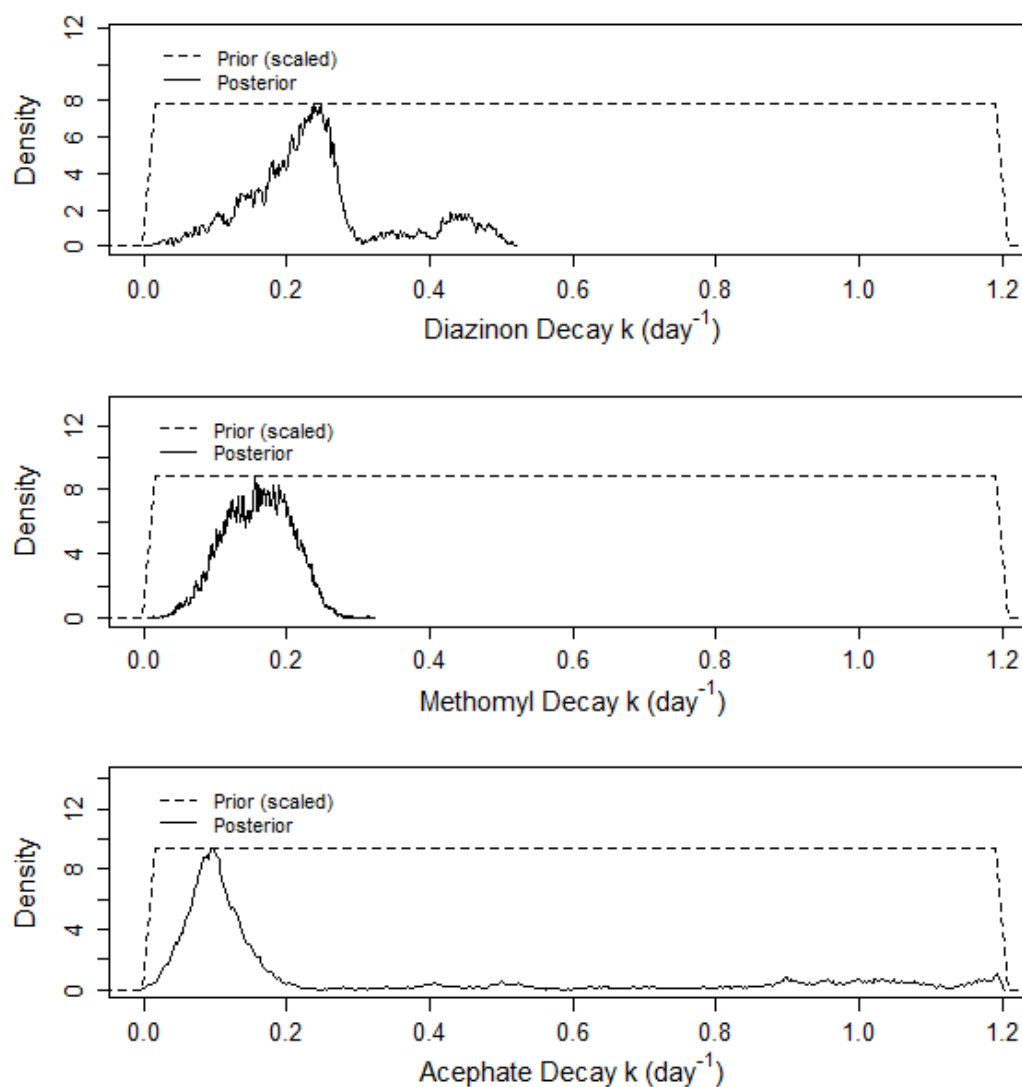 12
Prior (scaled)
Posterior
8
6
4
2
0
Density
0.0 0.2 0.4 0.6 0.8 1.0 1.2
Diazinon Decay k (day⁻¹)
12
Prior (scaled)
Posterior
8
4
0
Density
0.0 0.2 0.4 0.6 0.8 1.0 1.2
Methomyl Decay k (day⁻¹)
12
Prior (scaled)
Posterior
8
4
0
Density
0.0 0.2 0.4 0.6 0.8 1.0 1.2
Acephate Decay k (day⁻¹)